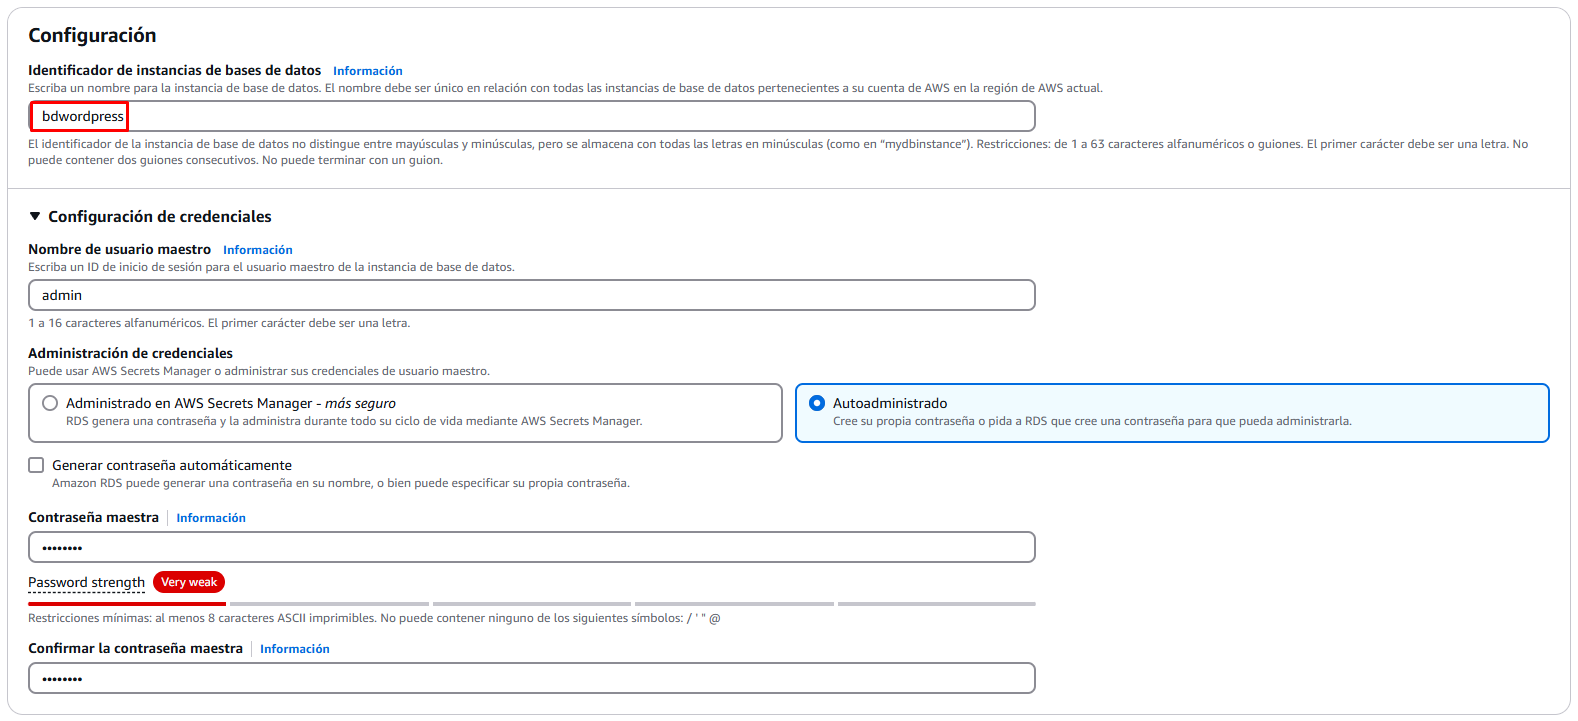 Configuración
Identificador de instancias de bases de datos Información
Escriba un nombre para la instancia de base de datos. El nombre debe ser único en relación con todas las instancias de base de datos pertenecientes a su cuenta de AWS en la región de AWS actual.
bdwordpress
El identificador de la instancia de base de datos no distingue entre mayúsculas y minúsculas, pero se almacena con todas las letras en minúsculas (como en "mydbinstance"). Restricciones: de 1 a 63 caracteres alfanuméricos o guiones. El primer carácter debe ser una letra. No
puede contener dos guiones consecutivos. No puede terminar con un guion.
Configuración de credenciales
Nombre de usuario maestro Información
Escriba un ID de inicio de sesión para el usuario maestro de la instancia de base de datos.
admin
1 a 16 caracteres alfanuméricos. El primer carácter debe ser una letra.
Administración de credenciales
Puede usar AWS Secrets Manager o administrar sus credenciales de usuario maestro.
Administrado en AWS Secrets Manager - más seguro
RDS genera una contraseña y la administra durante todo su ciclo de vida mediante AWS Secrets Manager.
Autoadministrado
Cree su propia contraseña o pida a RDS que cree una contraseña para que pueda administrarla.
Generar contraseña automáticamente
Amazon RDS puede generar una contraseña en su nombre, o bien puede especificar su propia contraseña.
Contraseña maestra Información
••••••••
Password strength Very weak
Restricciones mínimas: al menos 8 caracteres ASCII imprimibles. No puede contener ninguno de los siguientes símbolos: / ' " @
Confirmar la contraseña maestra Información
••••••••